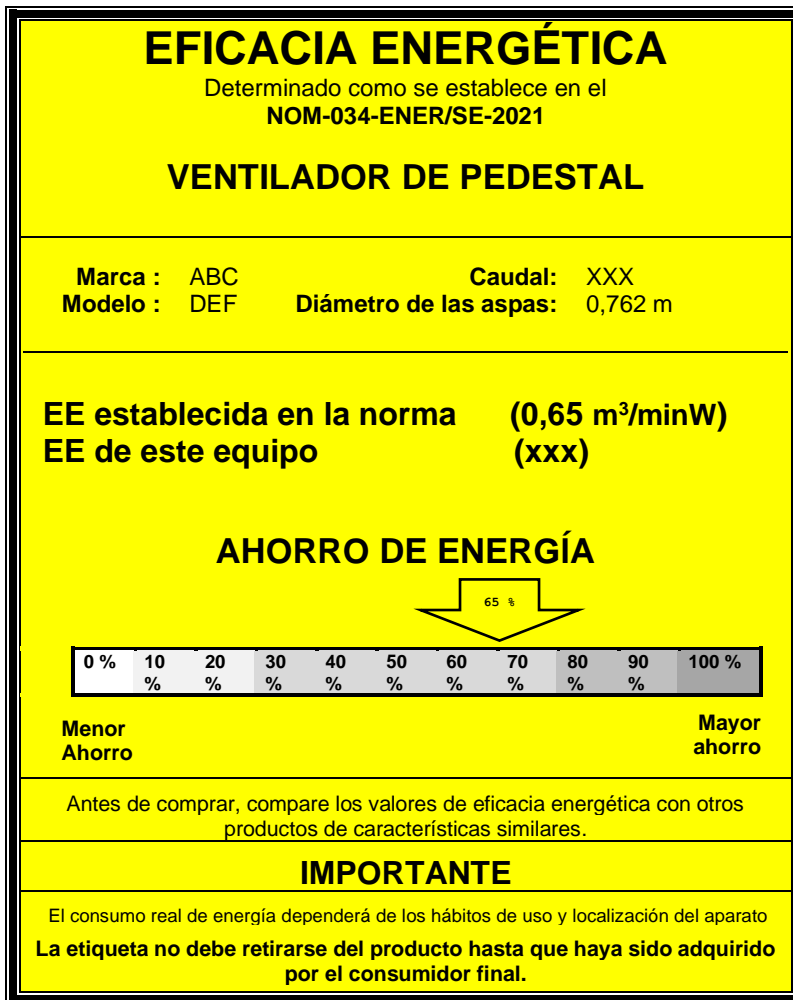 EFICACIA ENERGÉTICA
Determinado como se establece en el
NOM-034-ENER/SE-2021
VENTILADOR DE PEDESTAL
Marca : ABC Caudal: XXX
Modelo : DEF Diámetro de las aspas: 0,762 m
EE establecida en la norma (0,65 m³/minW)
EE de este equipo (xxx)
AHORRO DE ENERGÍA
65 %
0 % 10 % 20 % 30 % 40 % 50 % 60 % 70 % 80 % 90 % 100 %
Menor Ahorro
Mayor ahorro
Antes de comprar, compare los valores de eficacia energética con otros
productos de características similares.
IMPORTANTE
El consumo real de energía dependerá de los hábitos de uso y localización del aparato
La etiqueta no debe retirarse del producto hasta que haya sido adquirido
por el consumidor final.